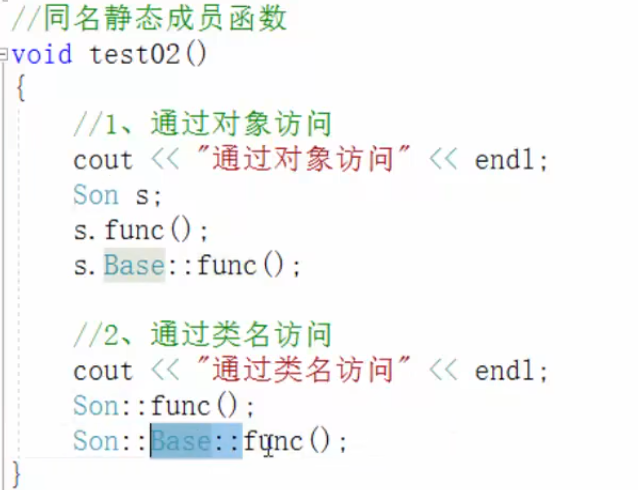 //同名静态成员函数
void test02()
{
//1、通过对象访问
cout << "通过对象访问" << endl;
Son s;
s.func();
s.Base::func();
//2、通过类名访问
cout << "通过类名访问" << endl;
Son::func();
Son::Base::func();
}